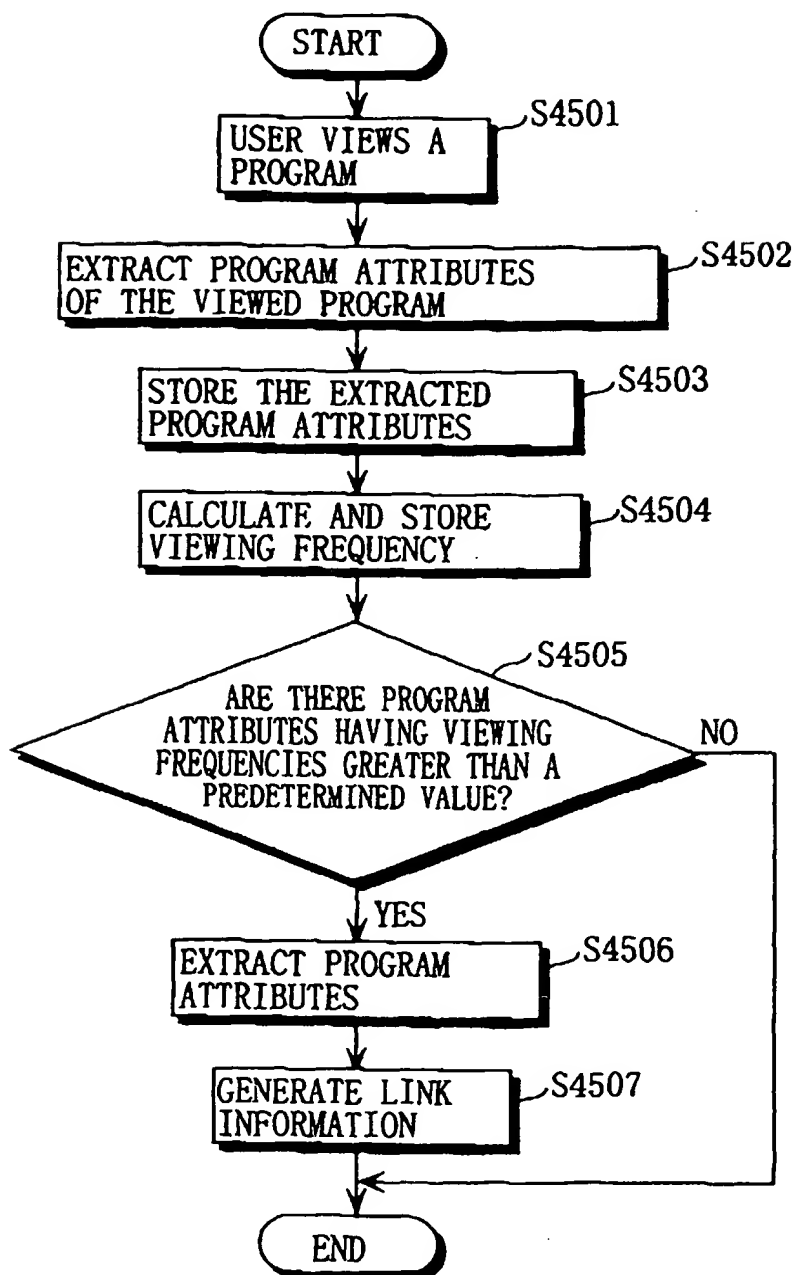 START
S4501
USER VIEWS A
PROGRAM
S4502
EXTRACT PROGRAM ATTRIBUTES
OF THE VIEWED PROGRAM
S4503
STORE THE EXTRACTED
PROGRAM ATTRIBUTES
S4504
CALCULATE AND STORE
VIEWING FREQUENCY
S4505
ARE THERE PROGRAM
ATTRIBUTES HAVING VIEWING
FREQUENCIES GREATER THAN A
PREDETERMINED VALUE?
NO
YES
S4506
EXTRACT PROGRAM
ATTRIBUTES
S4507
GENERATE LINK
INFORMATION
END